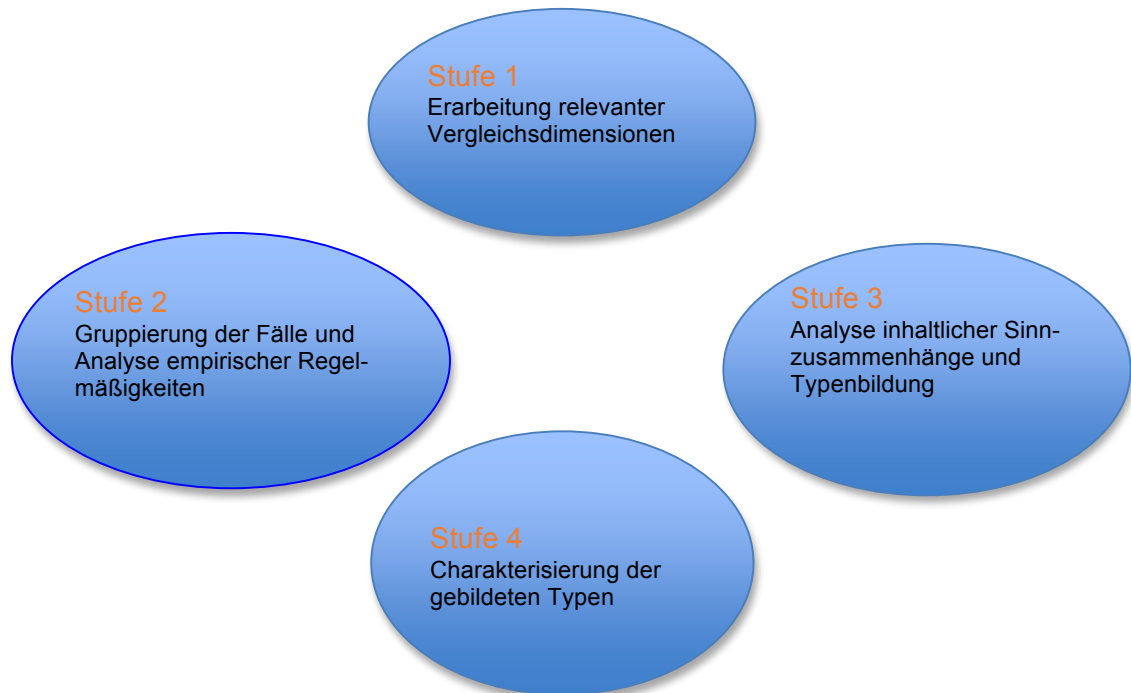 Stufe 1
Erarbeitung relevanter
Vergleichsdimensionen
Stufe 2
Gruppierung der Fälle und
Analyse empirischer Regel-
mäßigkeiten
Stufe 3
Analyse inhaltlicher Sinn-
zusammenhänge und
Typenbildung
Stufe 4
Charakterisierung der
gebildeten Typen